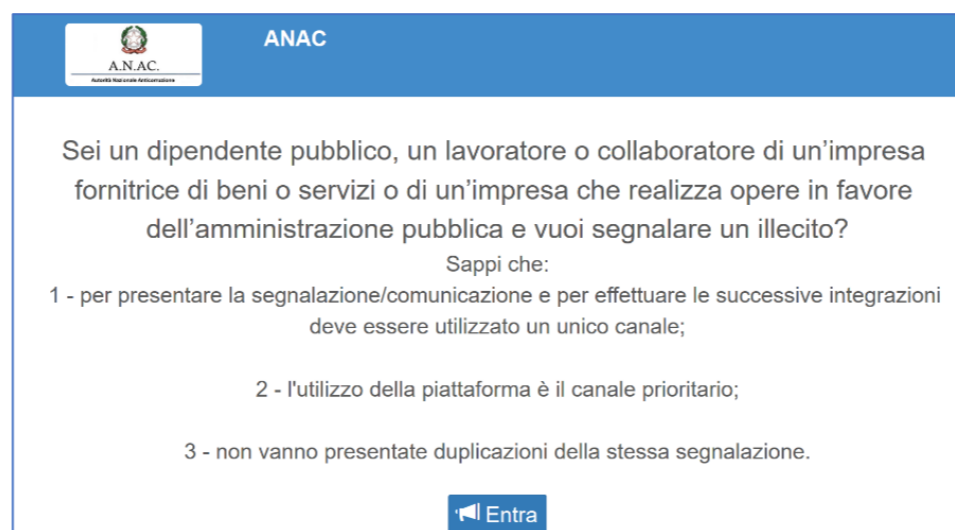 A.N.AC.
Autorità Nazionale Anticorruzione
ANAC
Sei un dipendente pubblico, un lavoratore o collaboratore di un’impresa
fornitrice di beni o servizi o di un’impresa che realizza opere in favore
dell’amministrazione pubblica e vuoi segnalare un illecito?
Sappi che:
1 - per presentare la segnalazione/comunicazione e per effettuare le successive integrazioni
deve essere utilizzato un unico canale;
2 - l'utilizzo della piattaforma è il canale prioritario;
3 - non vanno presentate duplicazioni della stessa segnalazione.
Entra